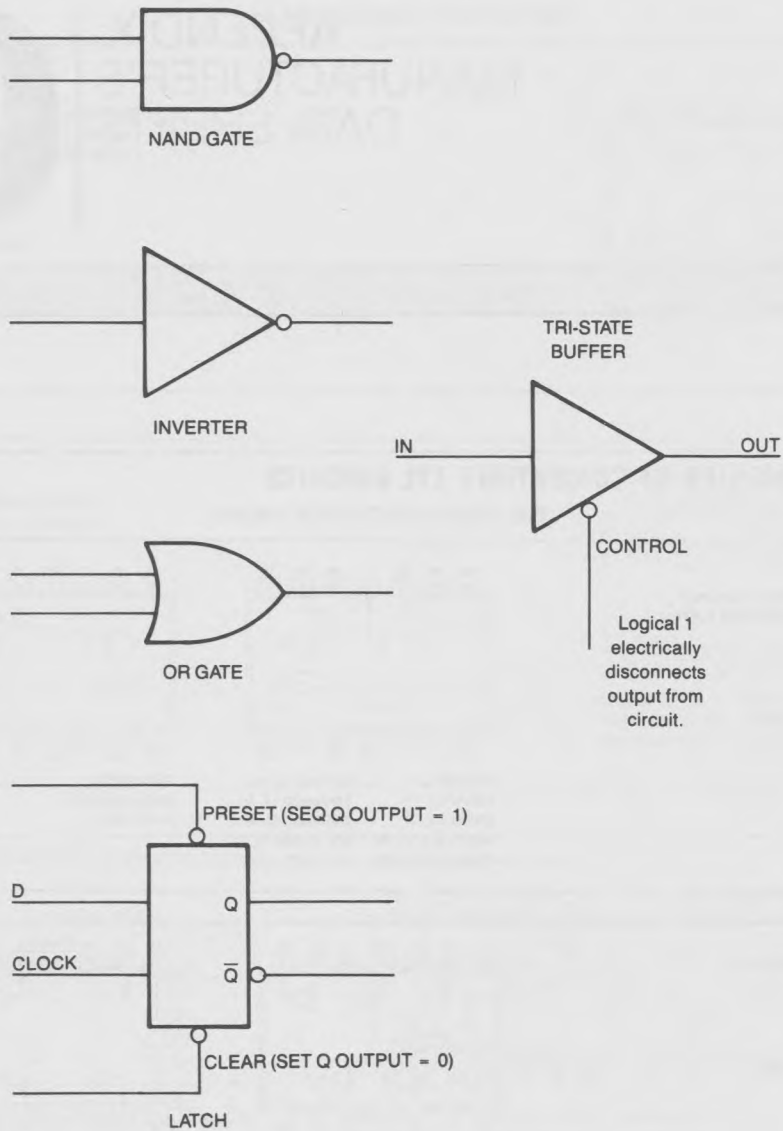 NAND GATE
INVERTER
TRI-STATE
BUFFER
IN
OUT
CONTROL
Logical 1
electrically
disconnects
output from
circuit.
OR GATE
PRESET (SEQ Q OUTPUT = 1)
D
Q
CLOCK
Q̅
CLEAR (SET Q OUTPUT = 0)
LATCH